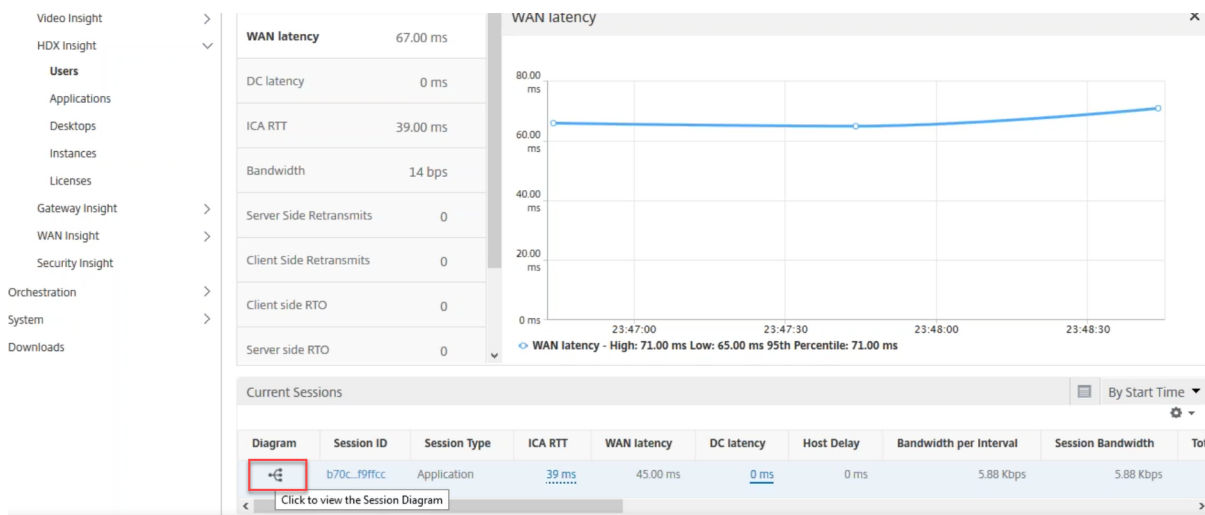 Video Insight
HDX Insight
Users
Applications
Desktops
Instances
Licenses
Gateway Insight
WAN Insight
Security Insight
Orchestration
System
Downloads
WAN latency 67.00 ms
DC latency 0 ms
ICA RTT 39.00 ms
Bandwidth 14 bps
Server Side Retransmits 0
Client Side Retransmits 0
Client side RTO 0
Server side RTO 0
WAN latency
80.00
ms
60.00
ms
40.00
ms
20.00
ms
0 ms
23:47:00 23:47:30 23:48:00 23:48:30
WAN latency - High: 71.00 ms Low: 65.00 ms 95th Percentile: 71.00 ms
Current Sessions By Start Time
Diagram Session ID Session Type ICA RTT WAN latency DC latency Host Delay Bandwidth per Interval Session Bandwidth Tot
b70c...f9ffcc Application 39 ms 45.00 ms 0 ms 0 ms 5.88 Kbps 5.88 Kbps
Click to view the Session Diagram